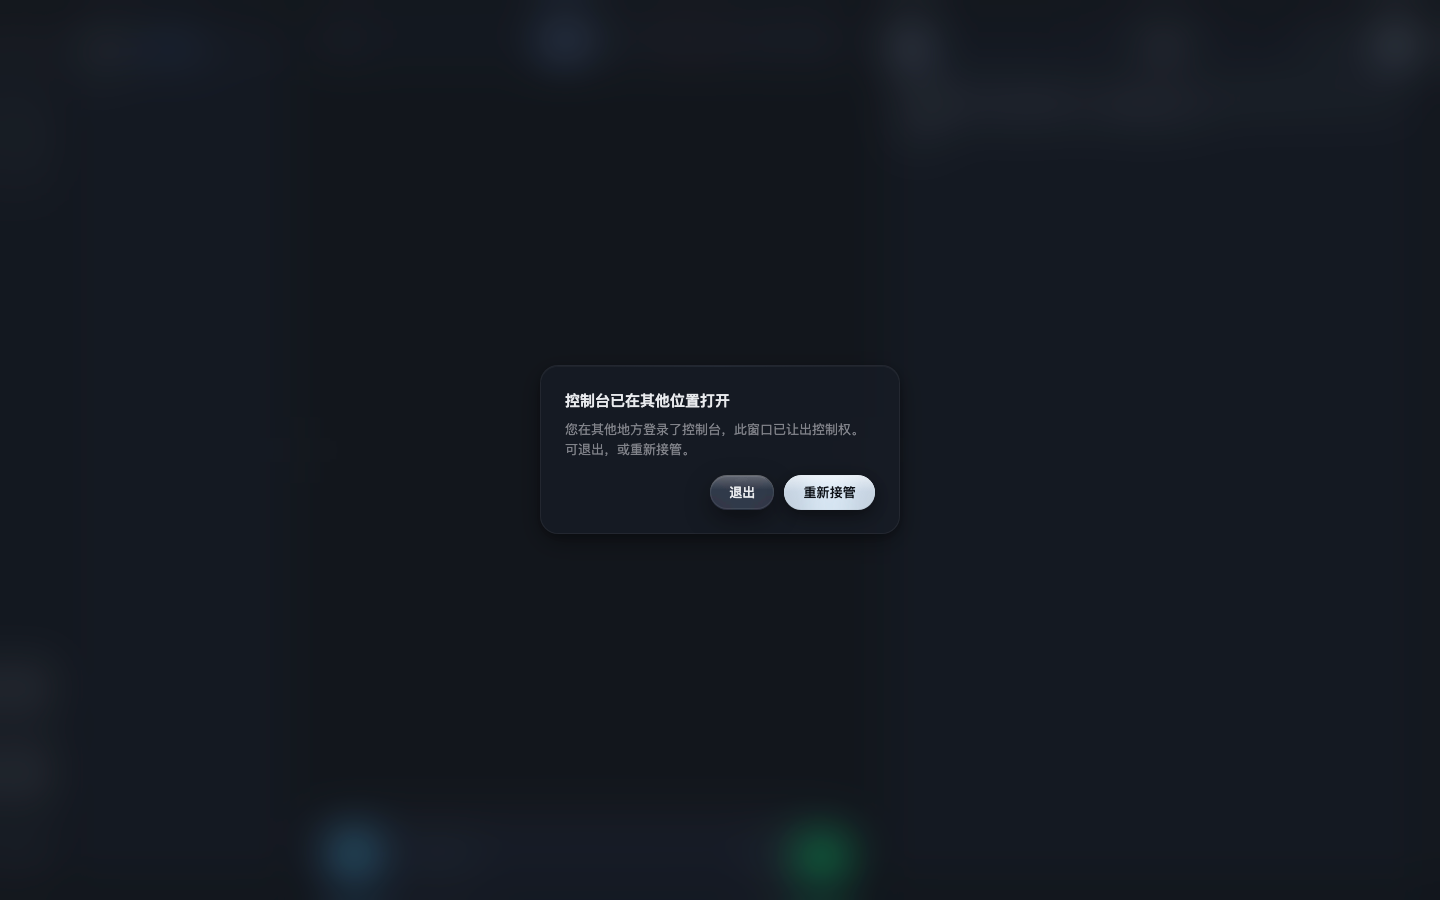 控制台已在其他位置打开
您在其他地方登录了控制台，此窗口已让出控制权。
可退出，或重新接管。
退出
重新接管